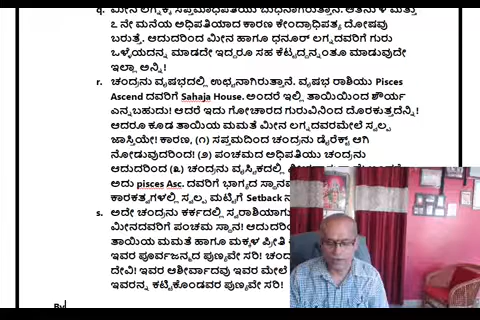 q. ಮೀನ ಲಗ್ನಕ್ಕೆ ಸಪ್ತಮಾಧಿಪತಿಯು ಬುಧನಾಗಿರುತ್ತಾನೆ. ಆತನು ೪ ಮತ್ತು
೭ ನೇ ಮನೆಯ ಅಧಿಪತಿಯಾದ ಕಾರಣ ಕೇಂದ್ರಾಧಿಪತ್ಯ ದೋಷವು
ಬರುತ್ತೆ. ಆದುದರಿಂದ ಮೀನ ಹಾಗೂ ಧನೂರ್ ಲಗ್ನದವರಿಗೆ ಗುರು
ಒಳ್ಳೆಯದನ್ನು ಮಾಡದೇ ಇದ್ದರೂ ಸಹ ಕೆಟ್ಟದ್ದನ್ನಂತೂ ಮಾಡುವುದೇ
ಇಲ್ಲಾ ಅನ್ನಿ!
r. ಚಂದ್ರನು ವೃಷಭದಲ್ಲಿ ಉಚ್ಛನಾಗಿರುತ್ತಾನೆ. ವೃಷಭ ರಾಶಿಯು Pisces
Ascend ದವರಿಗೆ Sahaja House. ಅಂದರೆ ಇಲ್ಲಿ ತಾಯಿಯಿಂದ ಶೌರ್ಯ
ಎನ್ನಬಹುದು! ಆದರೆ ಇದು ಗೋಚಾರದ ಗುರುವಿನಿಂದ ದೊರಕುತ್ತದೆನ್ನಿ!
ಆದರೂ ಕೂಡ ತಾಯಿಯ ಮಮತೆ ಮೀನ ಲಗ್ನದವರಮೇಲೆ ಸ್ವಲ್ಪ
ಜಾಸ್ತಿಯೇ! ಕಾರಣ, (೧) ಸಪ್ತಮದಿಂದ ಚಂದ್ರನು ಡೈರೆಕ್ಟ್ ಆಗಿ
ನೋಡುವುದರಿಂದ! (೨) ಪಂಚಮದ ಅಧಿಪತಿಯು ಚಂದ್ರನು
ಆದುದರಿಂದ (೩) ಚಂದ್ರನು ವೃಶ್ಚಿಕದಲ್ಲಿ
ಅದು pisces Asc. ದವರಿಗೆ ಭಾಗ್ಯದ ಸ್ಥಾನ
ಕಾರಕತ್ವಗಳಲ್ಲಿ ಸ್ವಲ್ಪ ಮಟ್ಟಿಗೆ Setback
s. ಅದೇ ಚಂದ್ರನು ಕರ್ಕದಲ್ಲಿ ಸ್ವರಾಶಿಯಾಗು
ಮೀನದವರಿಗೆ ಪಂಚಮ ಸ್ಥಾನ! ಆದುದರಿಂ
ತಾಯಿಯ ಮಮತೆ ಹಾಗೂ ಮಕ್ಕಳ ಪ್ರೀತಿ
ಇವರ ಪೂರ್ವಜನ್ಮದ ಪುಣ್ಯವೇ ಸರಿ! ಚಂದ
ದೇವಿ! ಇವರ ಆಶೀರ್ವಾದವು ಇವರ ಮೇಲೆ
ಇವರನ್ನ ಕಟ್ಟಿಕೊಂಡವರ ಪುಣ್ಯವೇ ಸರಿ!
By